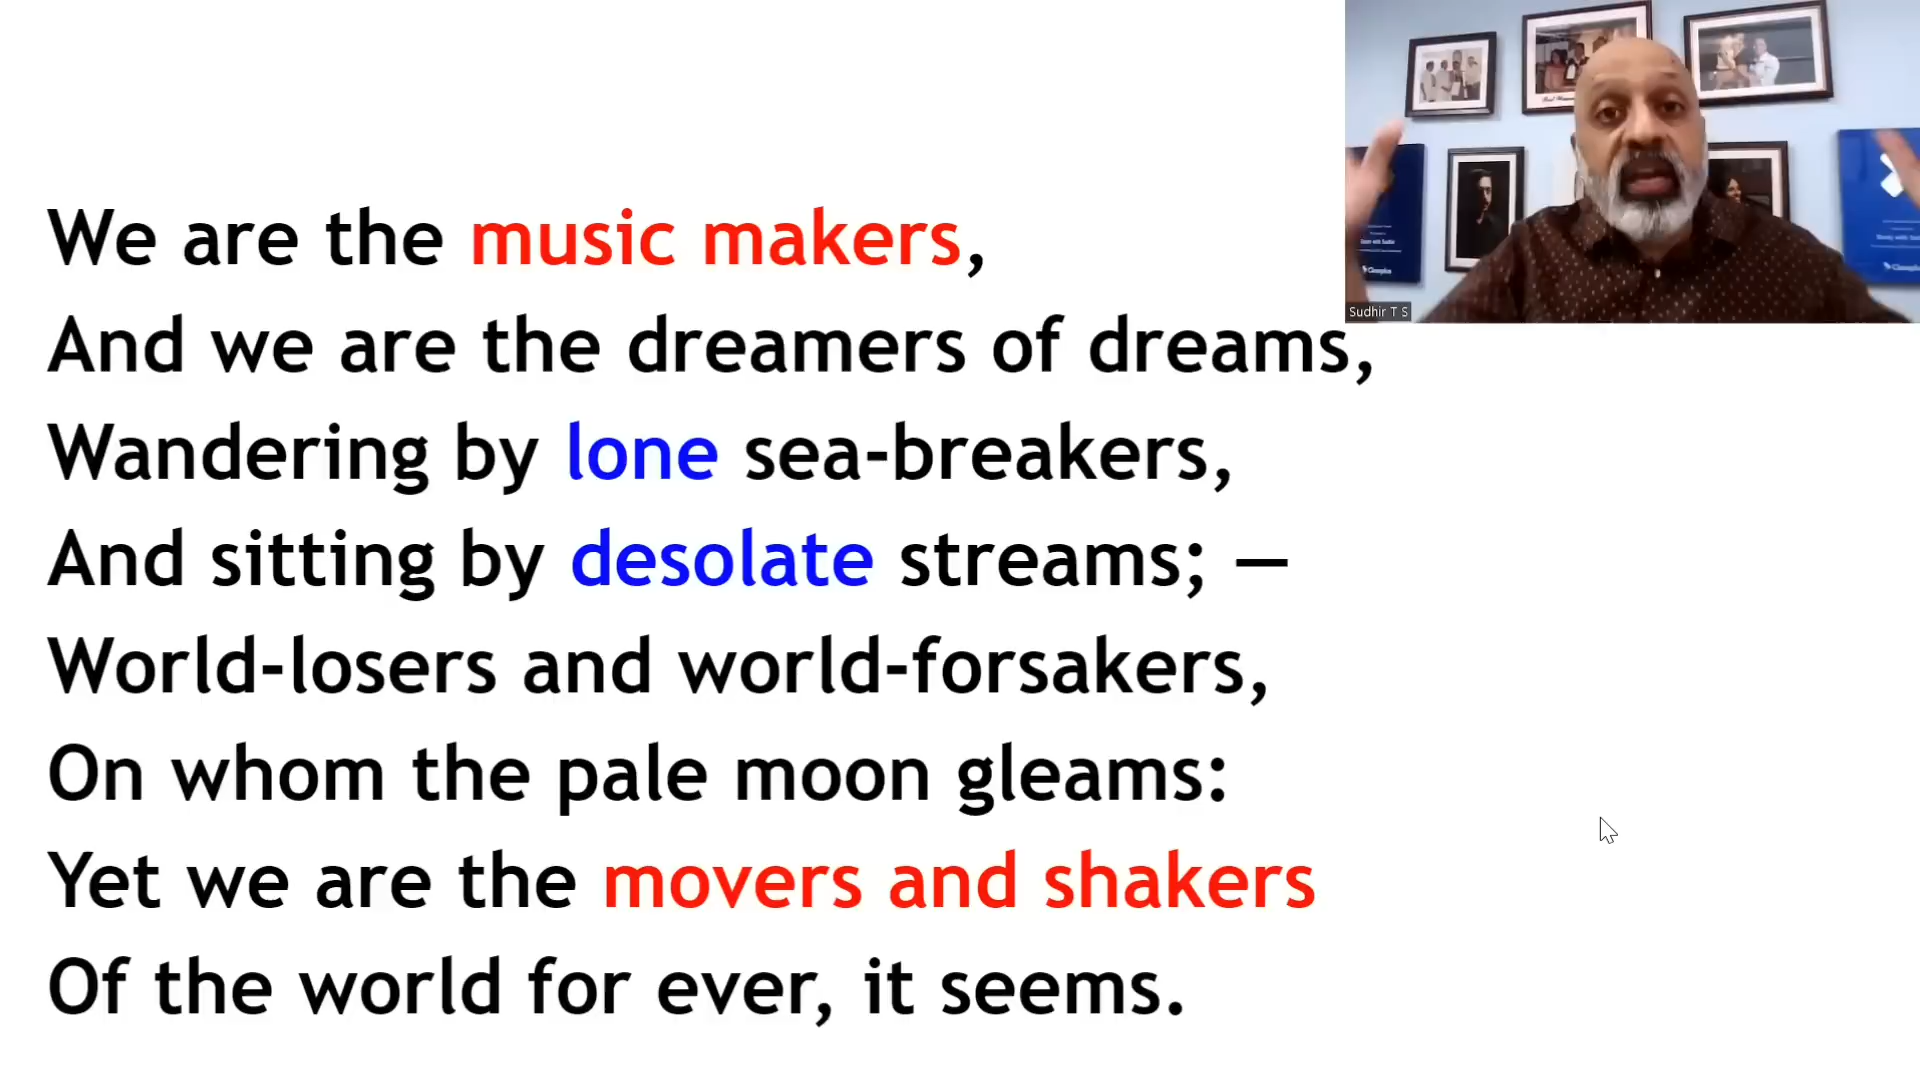 We are the music makers,
And we are the dreamers of dreams,
Wandering by lone sea-breakers,
And sitting by desolate streams; —
World-losers and world-forsakers,
On whom the pale moon gleams:
Yet we are the movers and shakers
Of the world for ever, it seems.
Sudhir T S